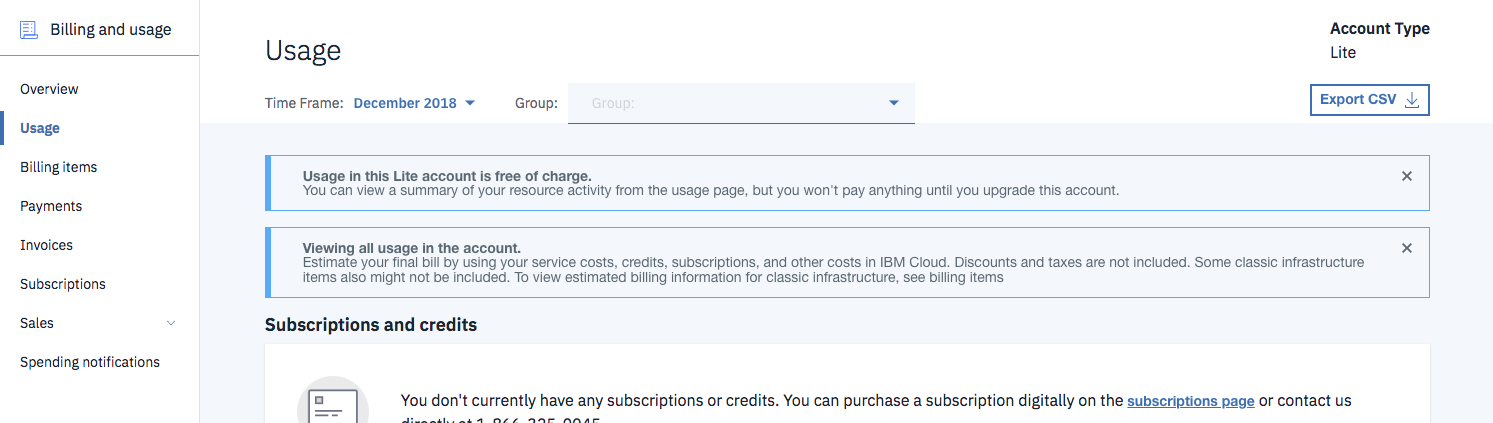 Billing and usage
Overview
Usage
Billing items
Payments
Invoices
Subscriptions
Sales
Spending notifications
Usage
Account Type
Lite
Time Frame: December 2018
Group: Group:
Export CSV
Usage in this Lite account is free of charge.
You can view a summary of your resource activity from the usage page, but you won't pay anything until you upgrade this account.
Viewing all usage in the account.
Estimate your final bill by using your service costs, credits, subscriptions, and other costs in IBM Cloud. Discounts and taxes are not included. Some classic infrastructure
items also might not be included. To view estimated billing information for classic infrastructure, see billing items
Subscriptions and credits
You don't currently have any subscriptions or credits. You can purchase a subscription digitally on the subscriptions page or contact us
directly at 1-866-325-0045